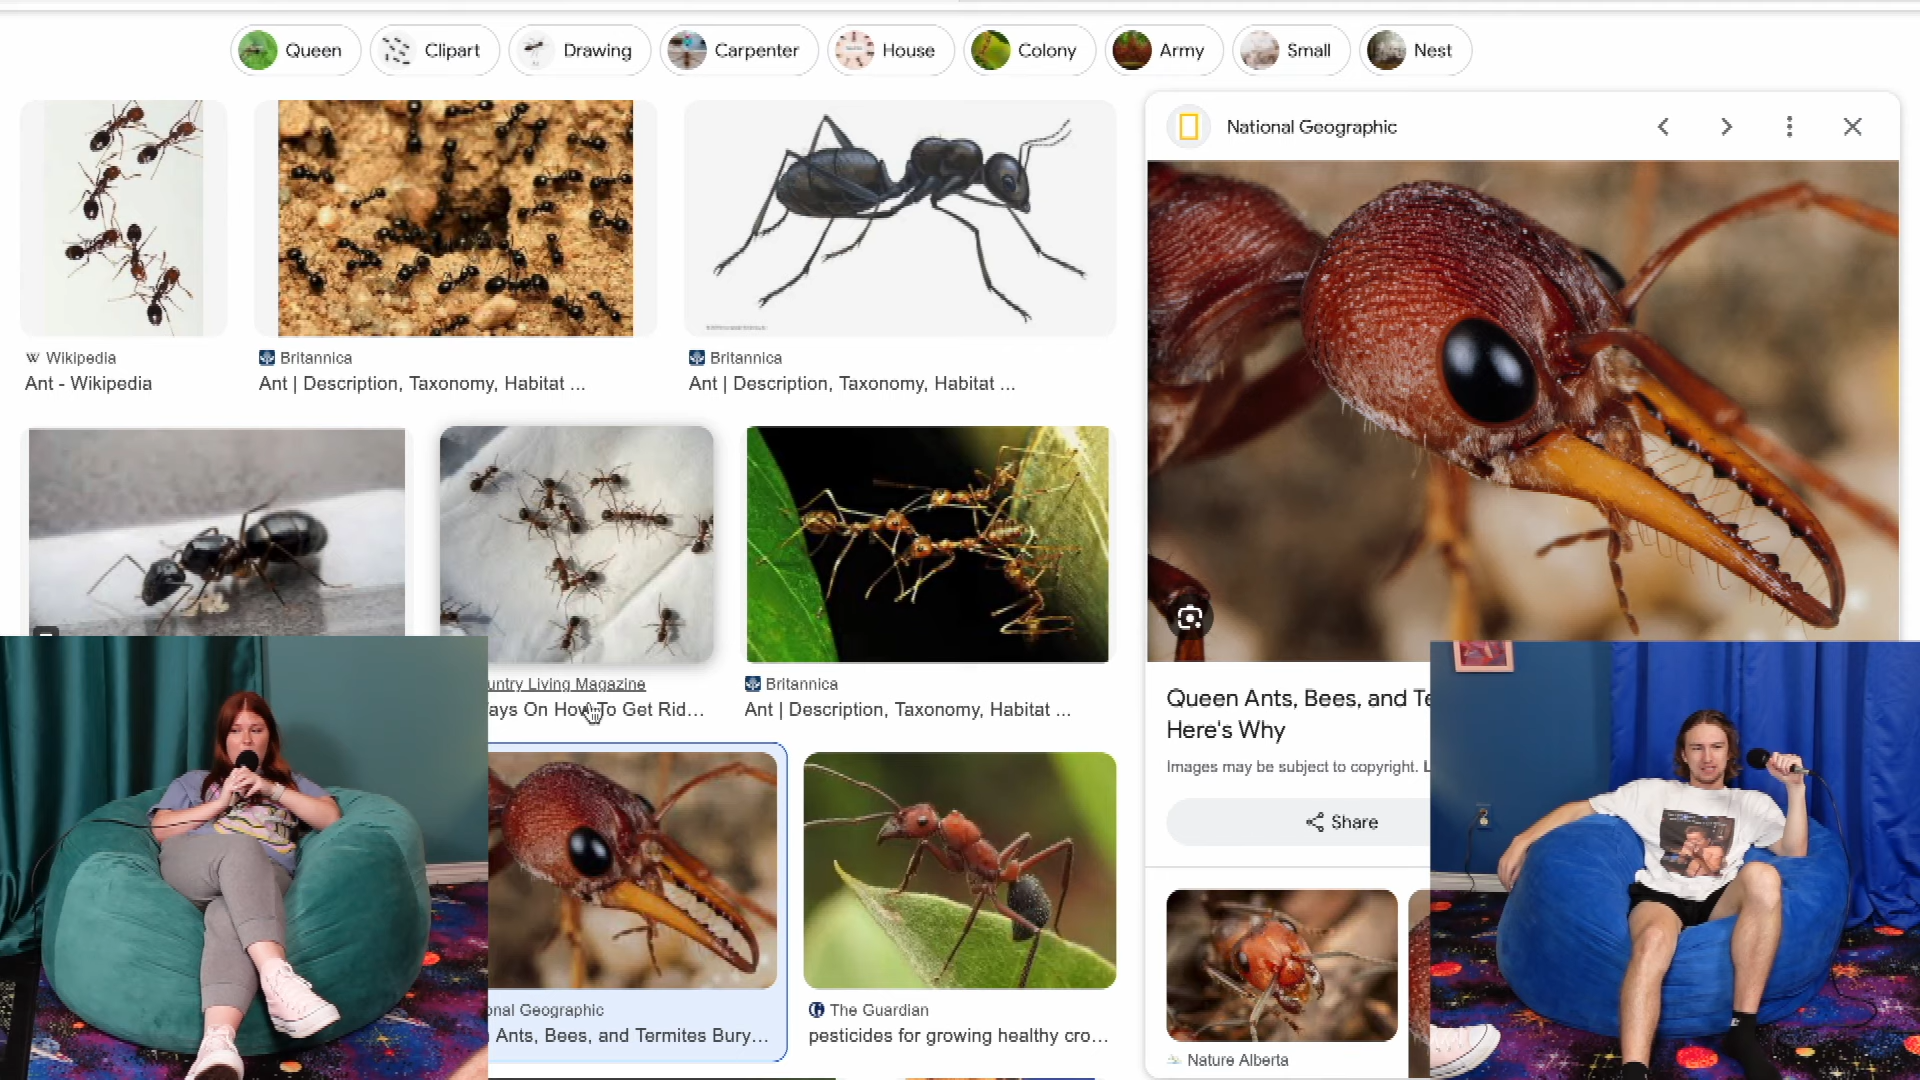 Queen
Clipart
Drawing
Carpenter
House
Colony
Army
Small
Nest
National Geographic
W Wikipedia
Ant - Wikipedia
Britannica
Ant | Description, Taxonomy, Habitat ...
Britannica
Ant | Description, Taxonomy, Habitat ...
untry Living Magazine
ays On How To Get Rid...
Britannica
Ant | Description, Taxonomy, Habitat ...
Queen Ants, Bees, and Te
Here's Why
Images may be subject to copyright. L
Share
onal Geographic
Ants, Bees, and Termites Bury...
The Guardian
pesticides for growing healthy cro...
Nature Alberta